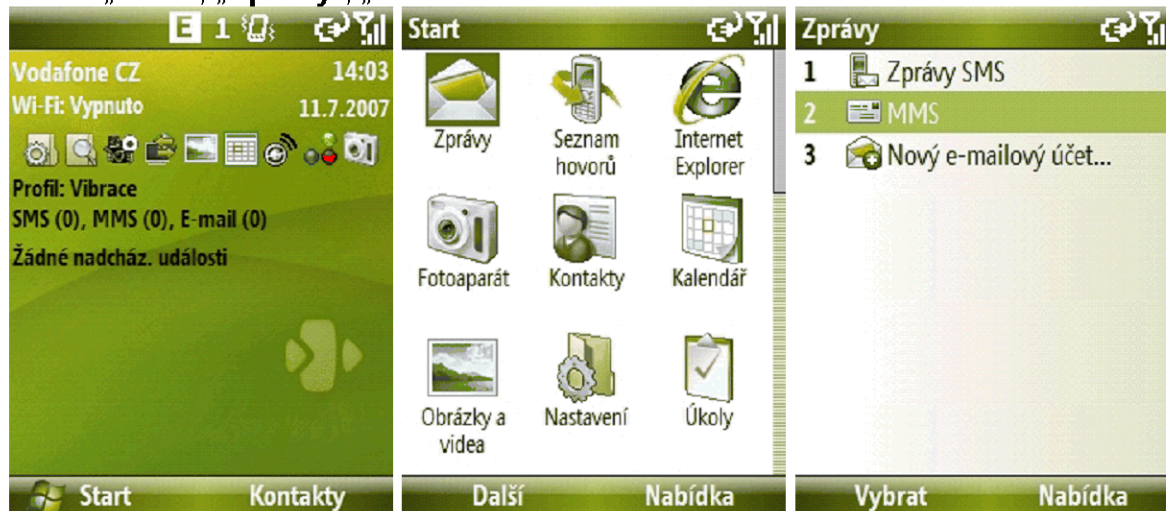 E 1
Vodafone CZ 14:03
Wi-Fi: Vypnuto 11.7.2007
Profil: Vibrace
SMS (0), MMS (0), E-mail (0)
Žádné nadcház. události
Start Kontakty
Start
Zprávy
Seznam hovorů
Internet Explorer
Fotoaparát
Kontakty
Kalendář
Obrázky a videa
Nastavení
Úkoly
Další Nabídka
Zprávy
1 Zprávy SMS
2 MMS
3 Nový e-mailový účet...
Vybrat Nabídka